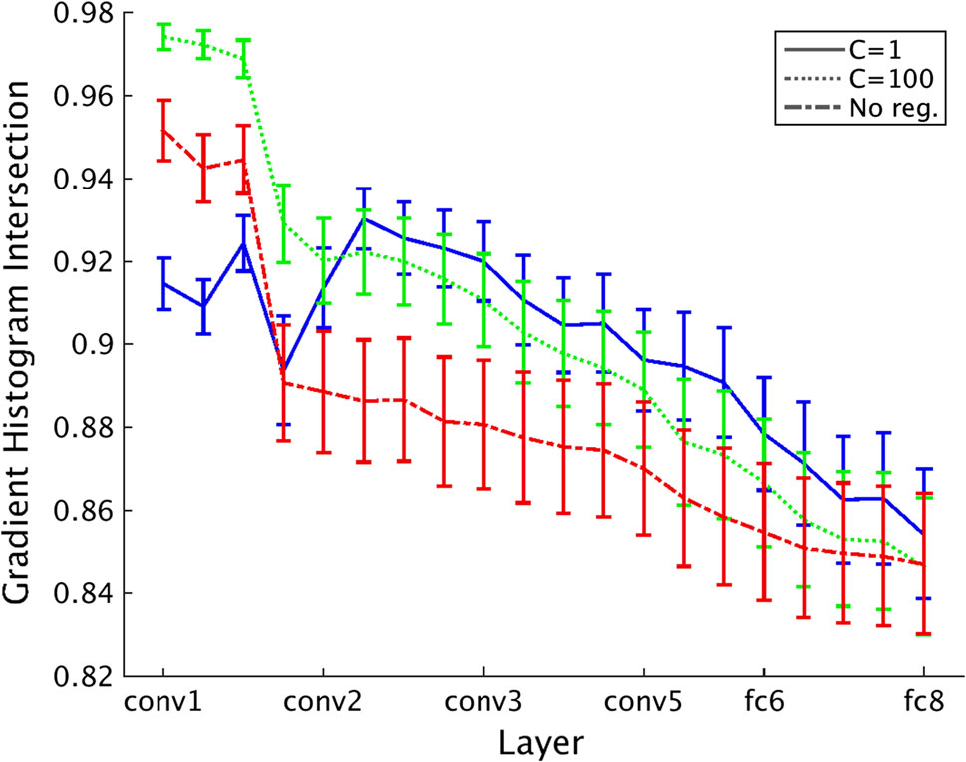 0.98
0.96
0.94
0.92
0.9
0.88
0.86
0.84
0.82
Gradient Histogram Intersection
C=1
C=100
No reg.
conv1 conv2 conv3 conv5 fc6 fc8
Layer